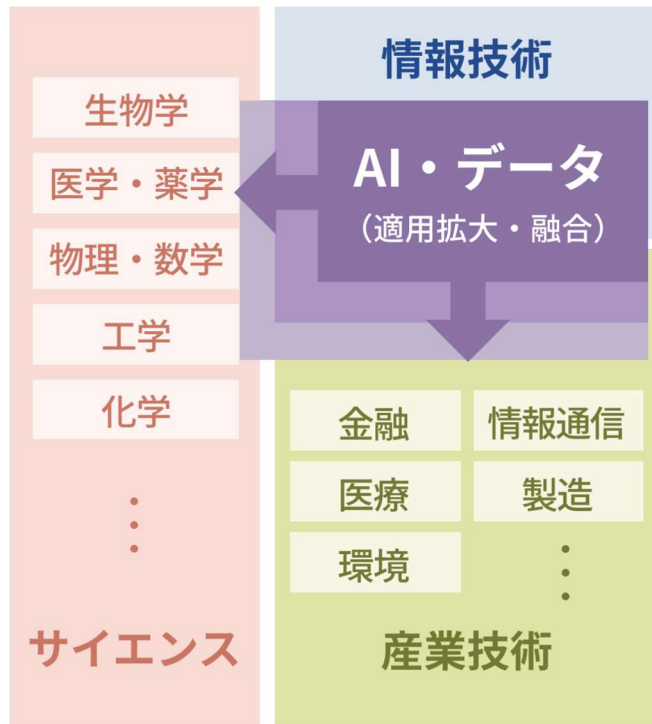 情報技術
AI・データ
（適用拡大・融合）
生物学
医学・薬学
物理・数学
工学
化学
サイエンス
金融
情報通信
医療
製造
環境
産業技術